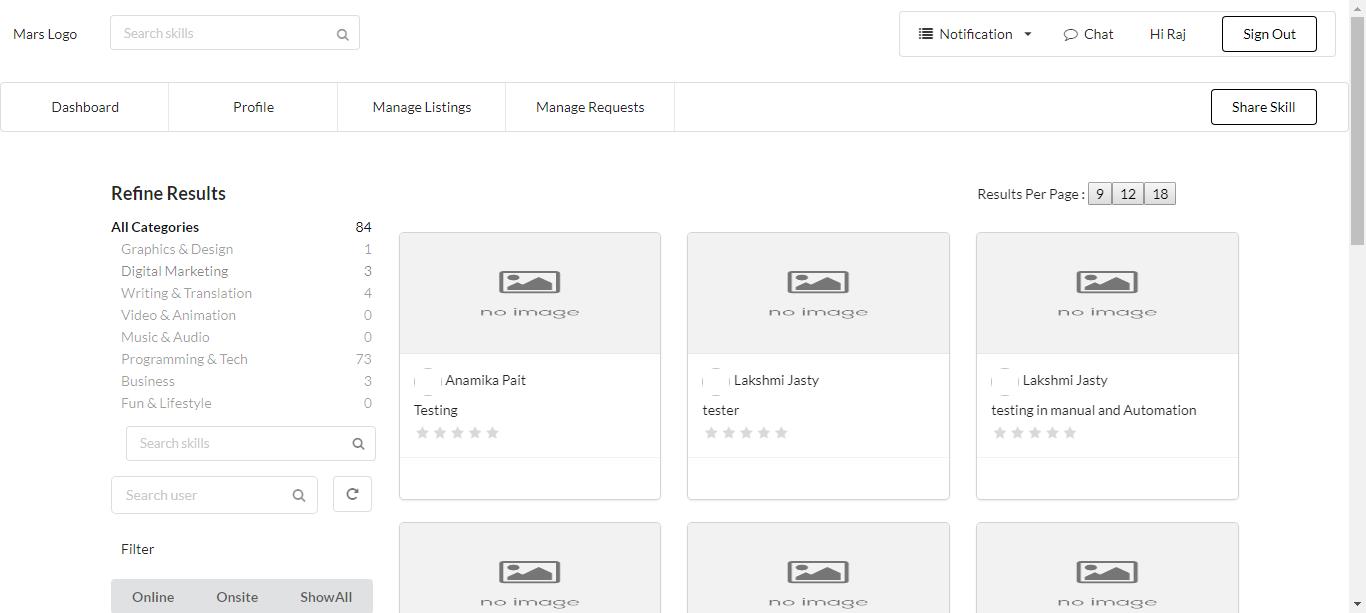 Mars Logo
Search skills
Notification
Chat
Hi Raj
Sign Out
Dashboard
Profile
Manage Listings
Manage Requests
Share Skill
Refine Results
Results Per Page : 9 12 18
All Categories 84
Graphics & Design 1
Digital Marketing 3
Writing & Translation 4
Video & Animation 0
Music & Audio 0
Programming & Tech 73
Business 3
Fun & Lifestyle 0
Search skills
Search user
Filter
Online Onsite ShowAll
no image
Anamika Pait
Testing
no image
Lakshmi Jasty
tester
no image
Lakshmi Jasty
testing in manual and Automation
no image
no image
no image